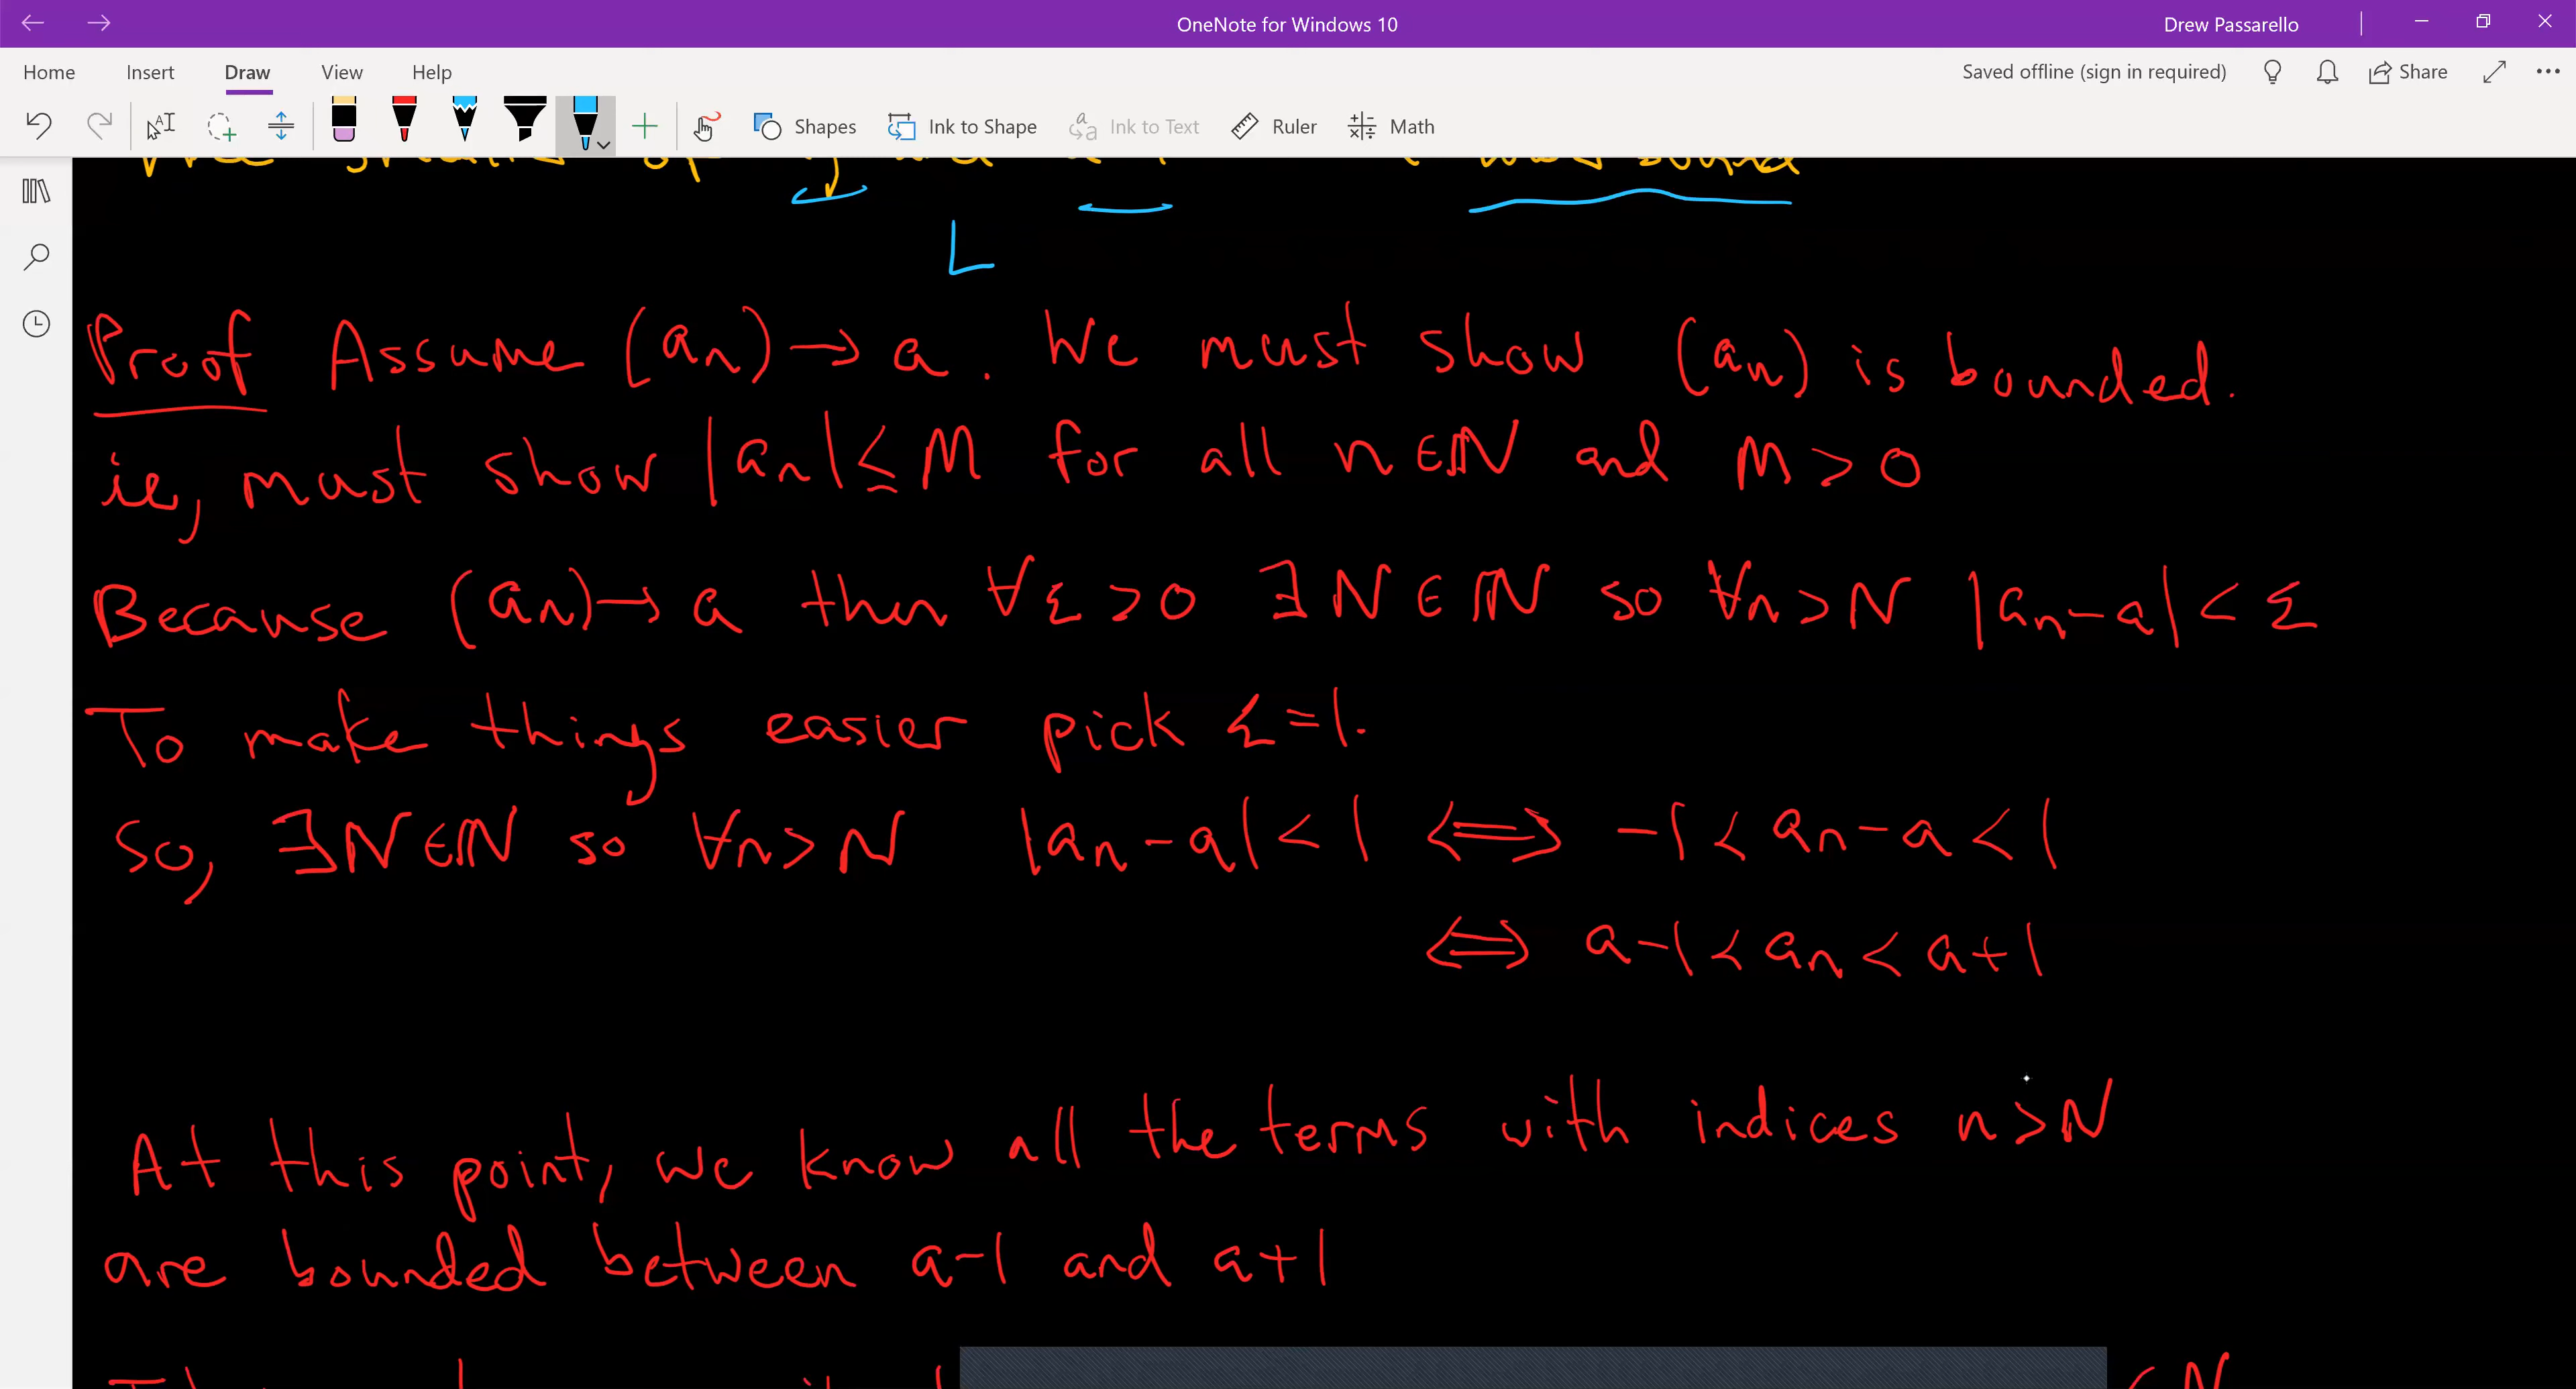 OneNote for Windows 10
Drew Passarello
Home Insert Draw View Help
Saved offline (sign in required) Share
Shapes Ink to Shape Ink to Text Ruler Math
L
Proof Assume (aₙ) → a. We must show (aₙ) is bounded.
ie, must show |aₙ| ≤ M for all n ∈ ℕ and M > 0
Because (aₙ) → a then ∀ε > 0 ∃ N ∈ ℕ so ∀n > N |aₙ - a| < ε
To make things easier pick ε = 1.
So, ∃ N ∈ ℕ so ∀n > N |aₙ - a| < 1 ⟺ -1 < aₙ - a < 1
⟺ a - 1 < aₙ < a + 1
At this point, we know all the terms with indices n > N
are bounded between a - 1 and a + 1